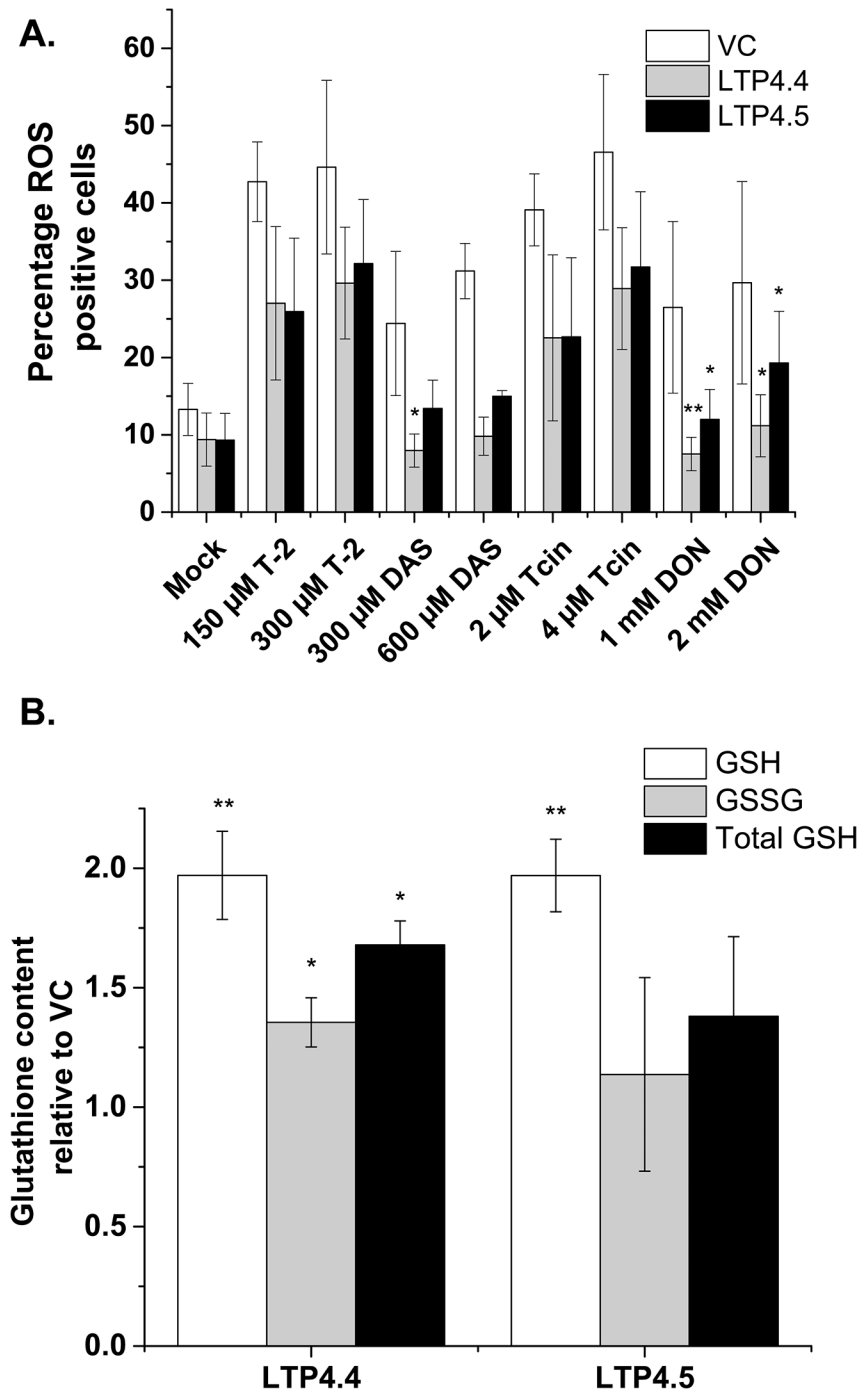 A.
VC
LTP4.4
LTP4.5
Percentage ROS
positive cells
60
50
40
30
20
10
0
*
**
*
*
*
Mock
150 µM T-2
300 µM T-2
300 µM DAS
600 µM DAS
2 µM Tcin
4 µM Tcin
1 mM DON
2 mM DON
B.
GSH
GSSG
Total GSH
Glutathione content
relative to VC
2.0
1.5
1.0
0.5
0.0
**
*
*
**
LTP4.4
LTP4.5